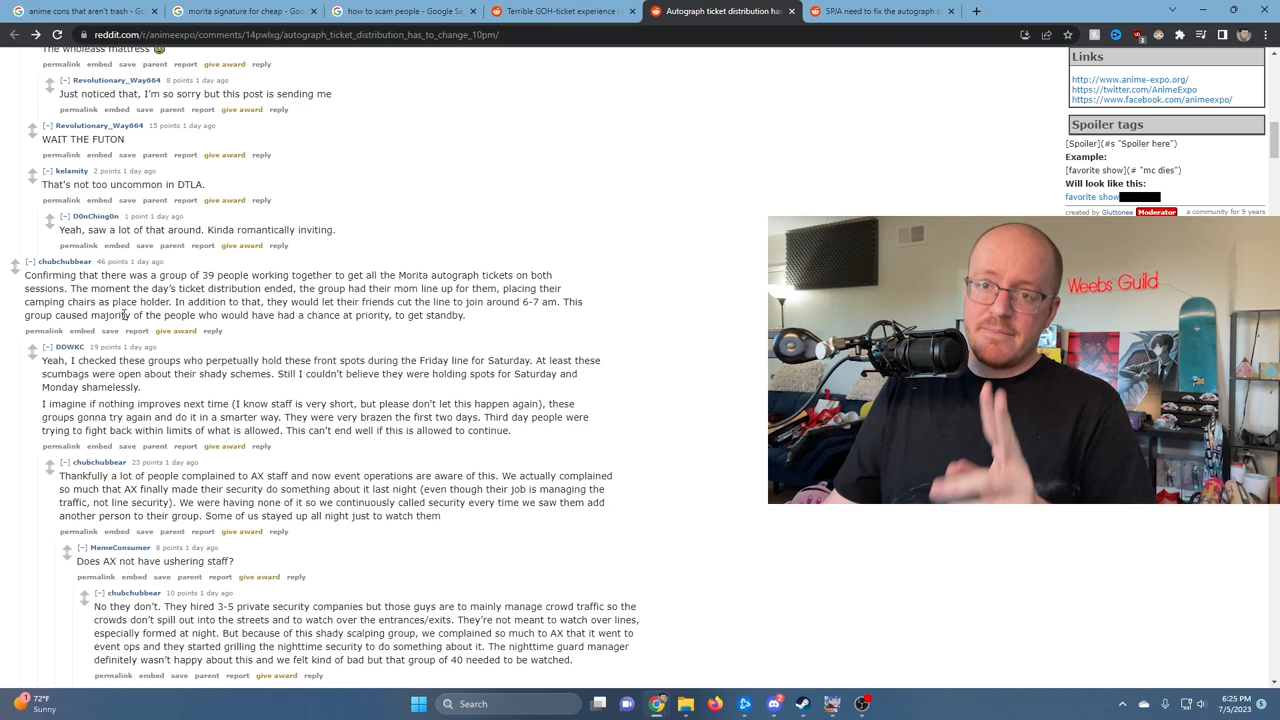 anime cons that are cheap - Go
starting a - Go
how to scam people - Google Se
Terrible GOH-ticket experience :
Autograph ticket distribution has
SPJA need to fix the autograph s
reddit.com/r/animeexpo/comments/14pwlxg/autograph_ticket_distribution_has_to_change_10pm/
The wholeass mattress
permalink embed save parent report give award reply
[–] Revolutionary_Way664 8 points 1 day ago
Just noticed that, I'm so sorry but this post is sending me
permalink embed save parent report give award reply
[–] Revolutionary_Way664 15 points 1 day ago
WAIT THE FUTON
permalink embed save parent report give award reply
[–] kelamity 2 points 1 day ago
That's not too uncommon in DTLA.
permalink embed save parent report give award reply
[–] D0nChing0n 1 point 1 day ago
Yeah, saw a lot of that around. Kinda romantically inviting.
permalink embed save parent report give award reply
[–] chubchubbear 46 points 1 day ago
Confirming that there was a group of 39 people working together to get all the Morita autograph tickets on both
sessions. The moment the day's ticket distribution ended, the group had their mom line up for them, placing their
camping chairs as place holder. In addition to that, they would let their friends cut the line to join around 6-7 am. This
group caused majority of the people who would have had a chance at priority, to get standby.
permalink embed save report give award reply
[–] DDWKC 19 points 1 day ago
Yeah, I checked these groups who perpetually hold these front spots during the Friday line for Saturday. At least these
scumbags were open about their shady schemes. Still I couldn't believe they were holding spots for Saturday and
Monday shamelessly.
I imagine if nothing improves next time (I know staff is very short, but please don't let this happen again), these
groups gonna try again and do it in a smarter way. They were very brazen the first two days. Third day people were
trying to fight back within limits of what is allowed. This can't end well if this is allowed to continue.
permalink embed save parent report give award reply
[–] chubchubbear 23 points 1 day ago
Thankfully a lot of people complained to AX staff and now event operations are aware of this. We actually complained
so much that AX finally made their security do something about it last night (even though their job is managing the
traffic, not line security). We were having none of it so we continuously called security every time we saw them add
another person to their group. Some of us stayed up all night just to watch them
permalink embed save parent report give award reply
[–] MemeConsumer 8 points 1 day ago
Does AX not have ushering staff?
permalink embed save parent report give award reply
[–] chubchubbear 10 points 1 day ago
No they don't. They hired 3-5 private security companies but those guys are to mainly manage crowd traffic so the
crowds don't spill out into the streets and to watch over the entrances/exits. They're not meant to watch over lines,
especially formed at night. But because of this shady scalping group, we complained so much to AX that it went to
event ops and they started grilling the nighttime security to do something about it. The nighttime guard manager
definitely wasn't happy about this and we felt kind of bad but that group of 40 needed to be watched.
permalink embed save parent report give award reply
Links
http://www.anime-expo.org/
https://twitter.com/AnimeExpo
https://www.facebook.com/animeexpo/
Spoiler tags
[Spoiler](#s "Spoiler here")
Example:
[favorite show](# "mc dies")
Will look like this:
favorite show
created by Gluttonee Moderator a community for 9 years
Weebs Guild
72°F
Sunny
Search
6:25 PM
7/5/2023